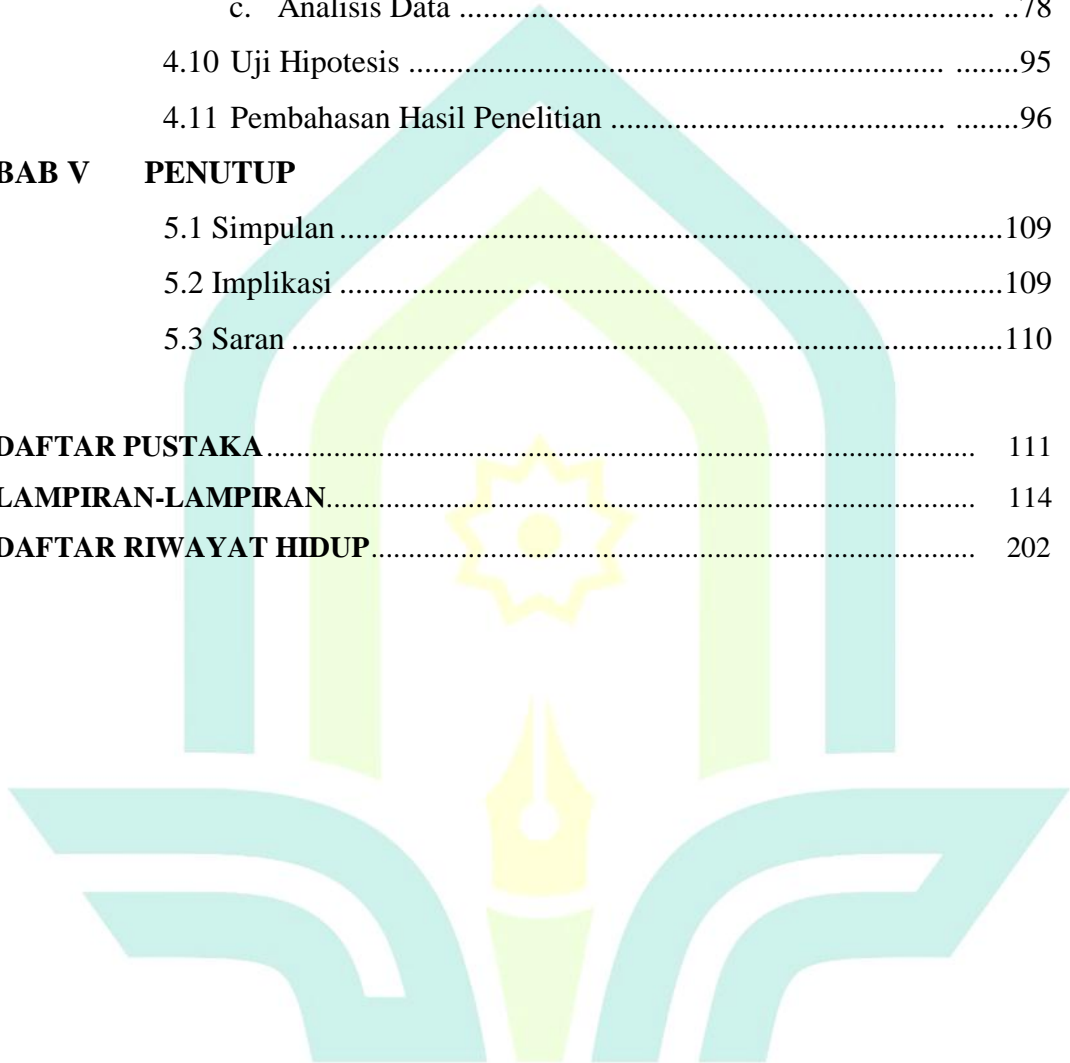 c. Analisis Data .................................................................... ..78
4.10 Uji Hipotesis .................................................................... ........95
4.11 Pembahasan Hasil Penelitian .............................................. ........96
BAB V PENUTUP
5.1 Simpulan ...................................................................................109
5.2 Implikasi ...................................................................................109
5.3 Saran .........................................................................................110
DAFTAR PUSTAKA ......................................................................................... 111
LAMPIRAN-LAMPIRAN ................................................................................. 114
DAFTAR RIWAYAT HIDUP ........................................................................... 202